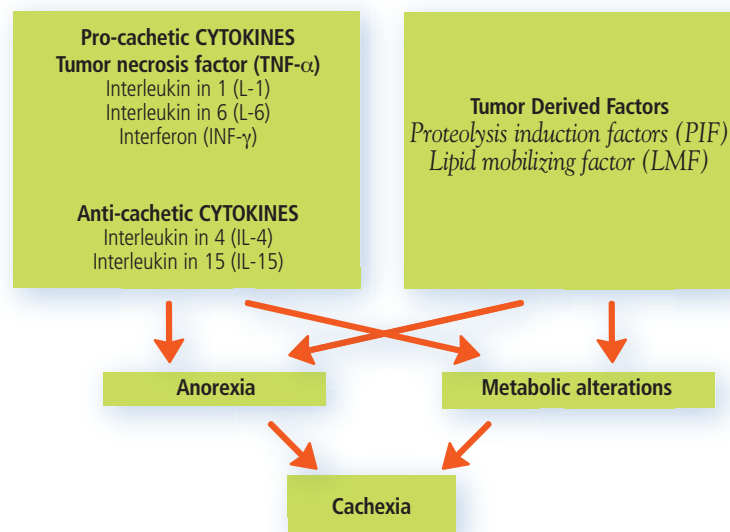 Pro-cachetic CYTOKINES
Tumor necrosis factor (TNF-α)
Interleukin in 1 (L-1)
Interleukin in 6 (L-6)
Interferon (INF-γ)
Anti-cachetic CYTOKINES
Interleukin in 4 (IL-4)
Interleukin in 15 (IL-15)
Tumor Derived Factors
Proteolysis induction factors (PIF)
Lipid mobilizing factor (LMF)
Anorexia
Metabolic alterations
Cachexia